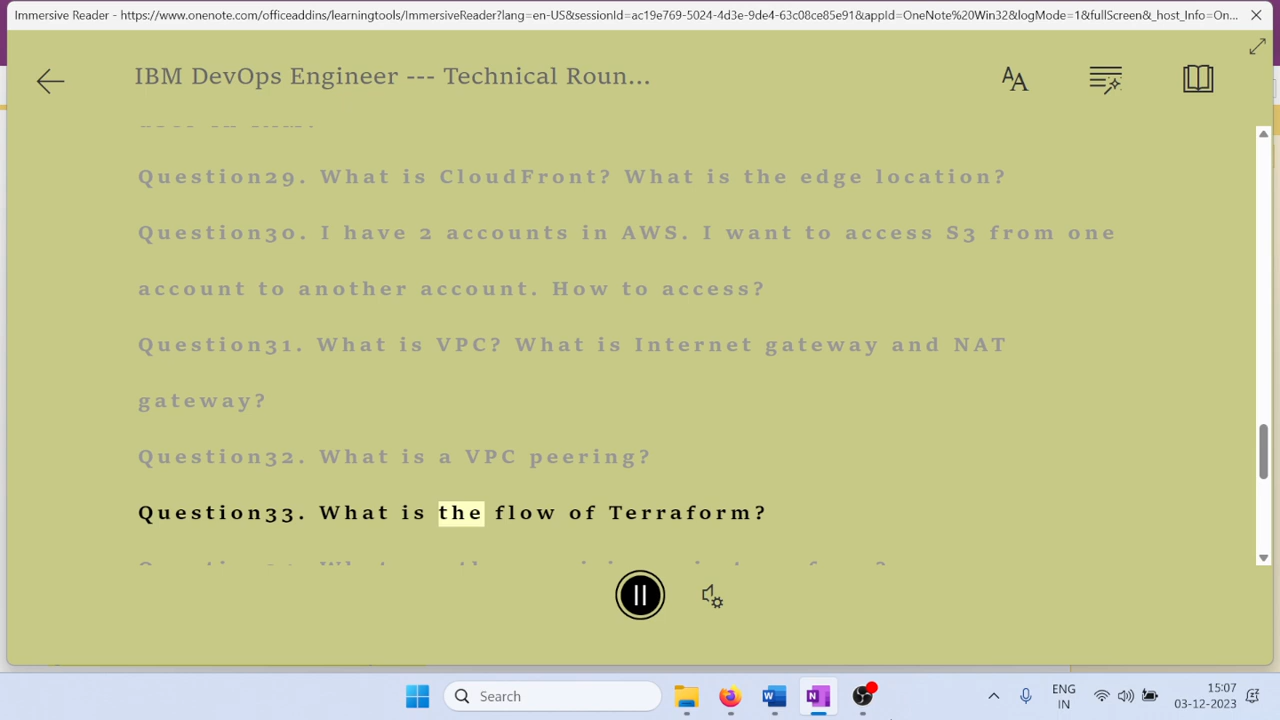 Immersive Reader - https://www.onenote.com/officeaddins/learningtools/ImmersiveReader?lang=en-US&sessionId=ac19e769-5024-4d3e-9de4-63c08ce85e91&appId=OneNote%20Win32&logMode=1&fullScreen&_host_Info=On...
IBM DevOps Engineer --- Technical Roun...
Question29. What is CloudFront? What is the edge location?
Question30. I have 2 accounts in AWS. I want to access S3 from one
account to another account. How to access?
Question31. What is VPC? What is Internet gateway and NAT
gateway?
Question32. What is a VPC peering?
Question33. What is the flow of Terraform?
Search
ENG
IN
15:07
03-12-2023